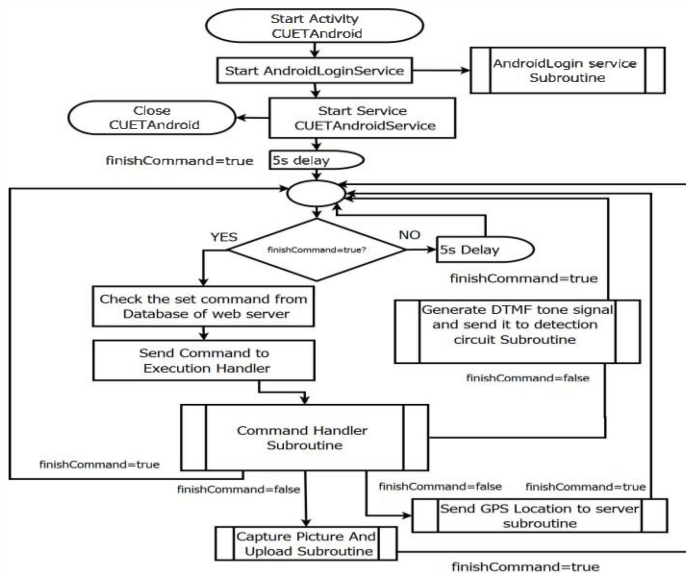 Start Activity
CUETAndroid
Start AndroidLoginService
AndroidLogin service
Subroutine
Close
CUETAndroid
Start Service
CUETAndroidService
finishCommand=true
5s delay
YES
finishCommand=true?
NO
5s Delay
finishCommand=true
Check the set command from
Database of web server
Generate DTMF tone signal
and send it to detection
circuit Subroutine
Send Command to
Execution Handler
finishCommand=false
Command Handler
Subroutine
finishCommand=true
finishCommand=false
finishCommand=false
finishCommand=true
Send GPS Location to server
subroutine
Capture Picture And
Upload Subroutine
finishCommand=true